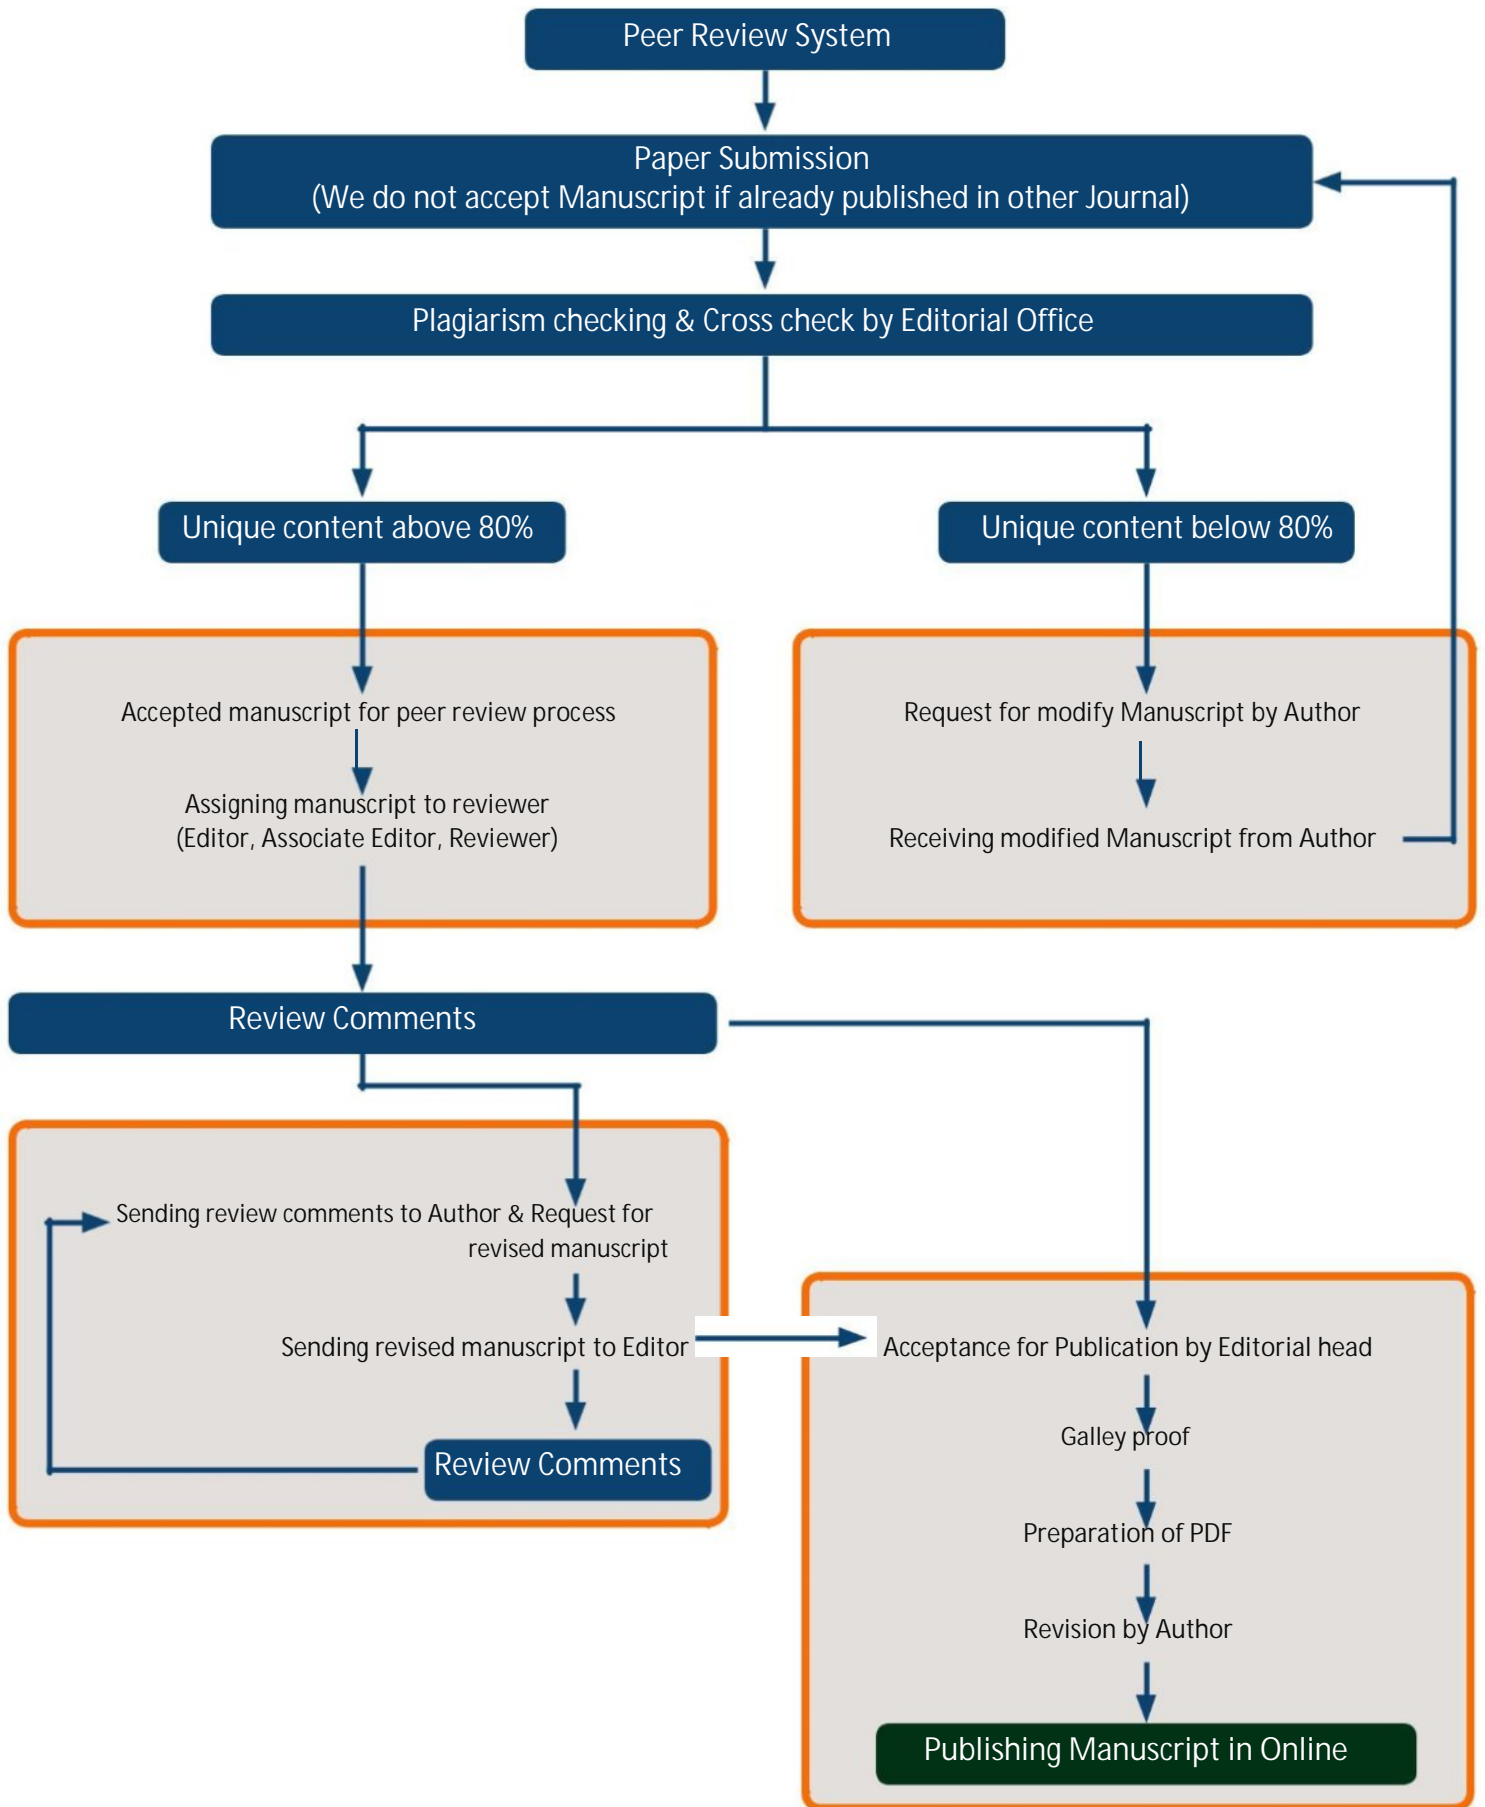 Peer Review System
Paper Submission
(We do not accept Manuscript if already published in other Journal)
Plagiarism checking & Cross check by Editorial Office
Unique content above 80%
Unique content below 80%
Accepted manuscript for peer review process
Assigning manuscript to reviewer
(Editor, Associate Editor, Reviewer)
Request for modify Manuscript by Author
Receiving modified Manuscript from Author
Review Comments
Sending review comments to Author & Request for
revised manuscript
Sending revised manuscript to Editor
Review Comments
Acceptance for Publication by Editorial head
Galley proof
Preparation of PDF
Revision by Author
Publishing Manuscript in Online